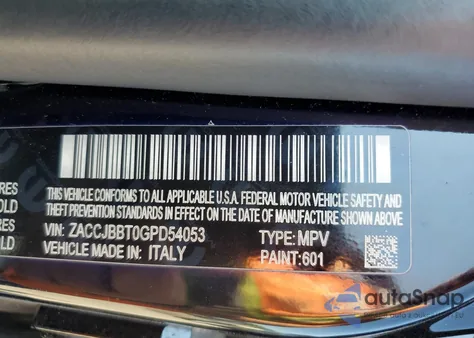 THIS VEHICLE CONFORMS TO ALL APPLICABLE U.S.A. FEDERAL MOTOR VEHICLE SAFETY AND
THEFT PREVENTION STANDARDS IN EFFECT ON THE DATE OF MANUFACTURE SHOWN ABOVE
VIN: ZACCJBBT0GPD54053 TYPE: MPV
VEHICLE MADE IN ITALY PAINT: 601
RES
OLD
RES
OLD
autaSnap